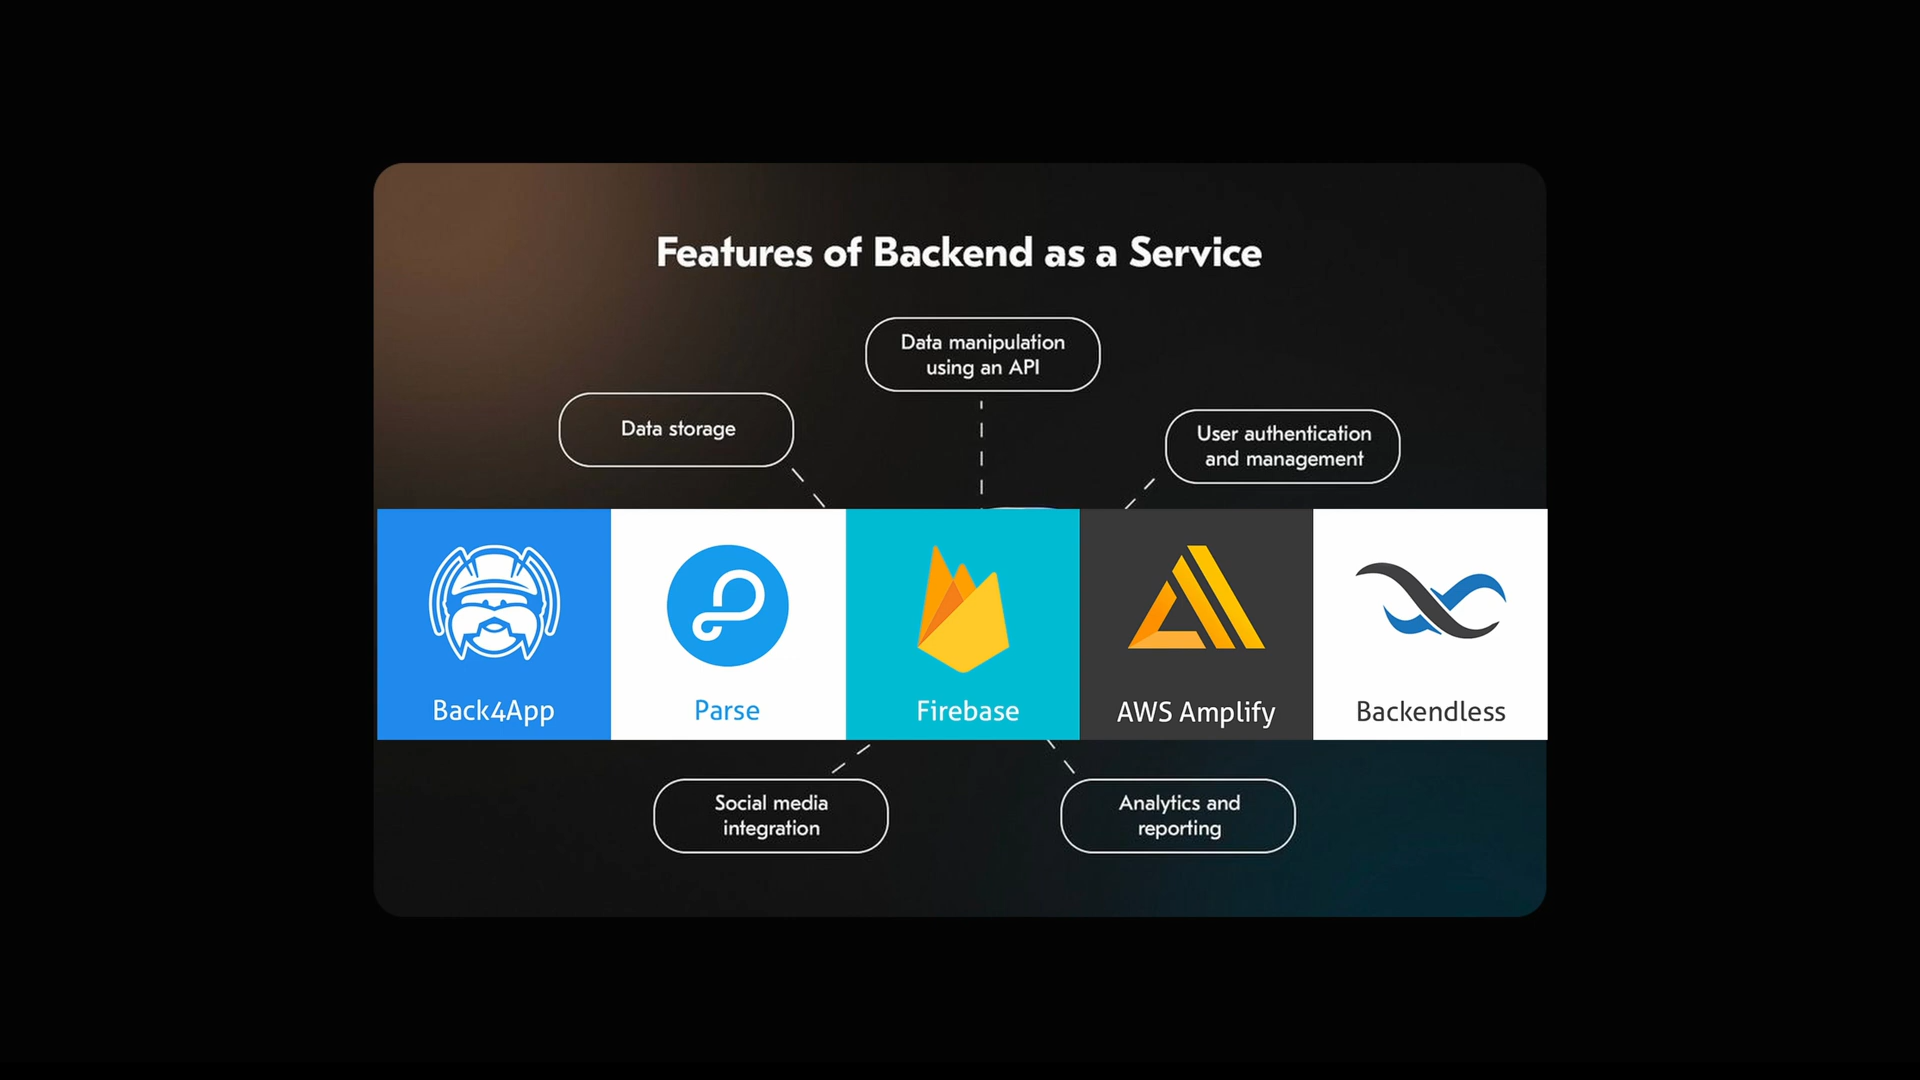 Features of Backend as a Service
Data manipulation
using an API
Data storage
User authentication
and management
Back4App
Parse
Firebase
AWS Amplify
Backendless
Social media
integration
Analytics and
reporting